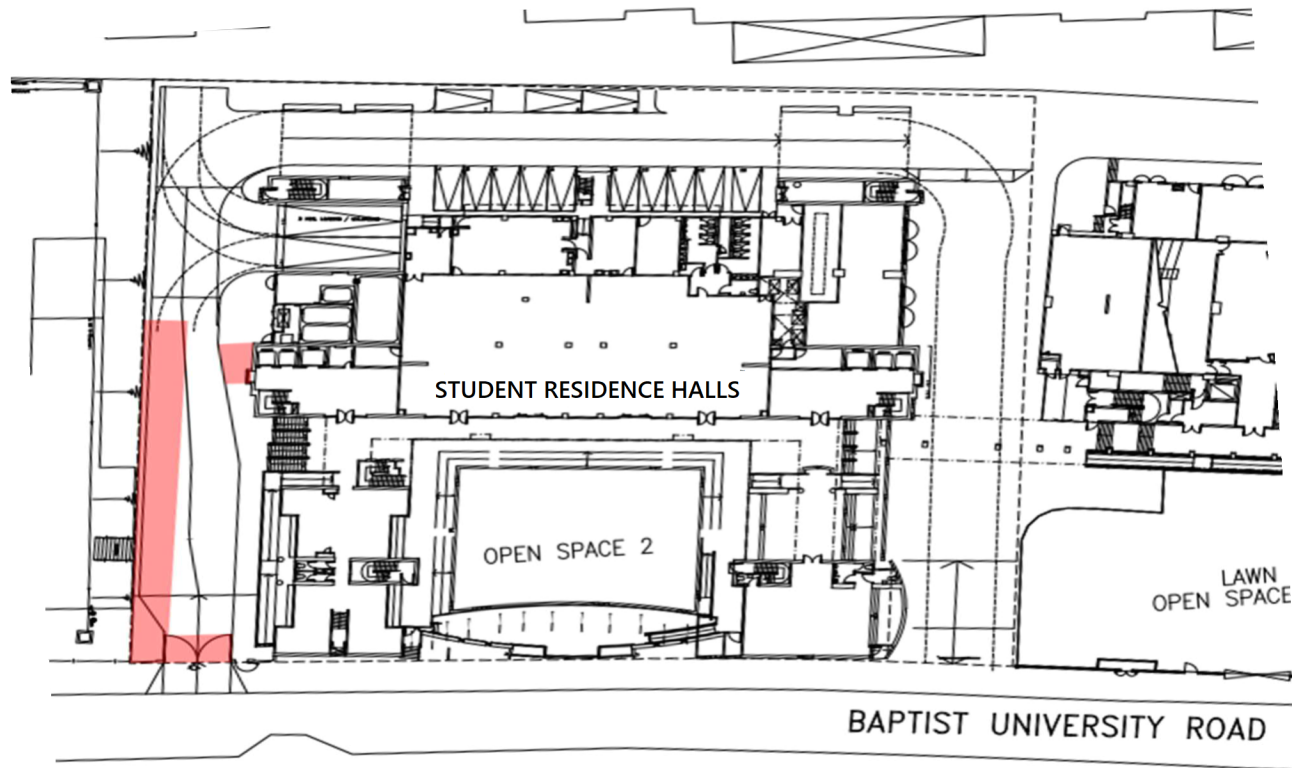 STUDENT RESIDENCE HALLS
OPEN SPACE 2
LAWN
OPEN SPACE
BAPTIST UNIVERSITY ROAD